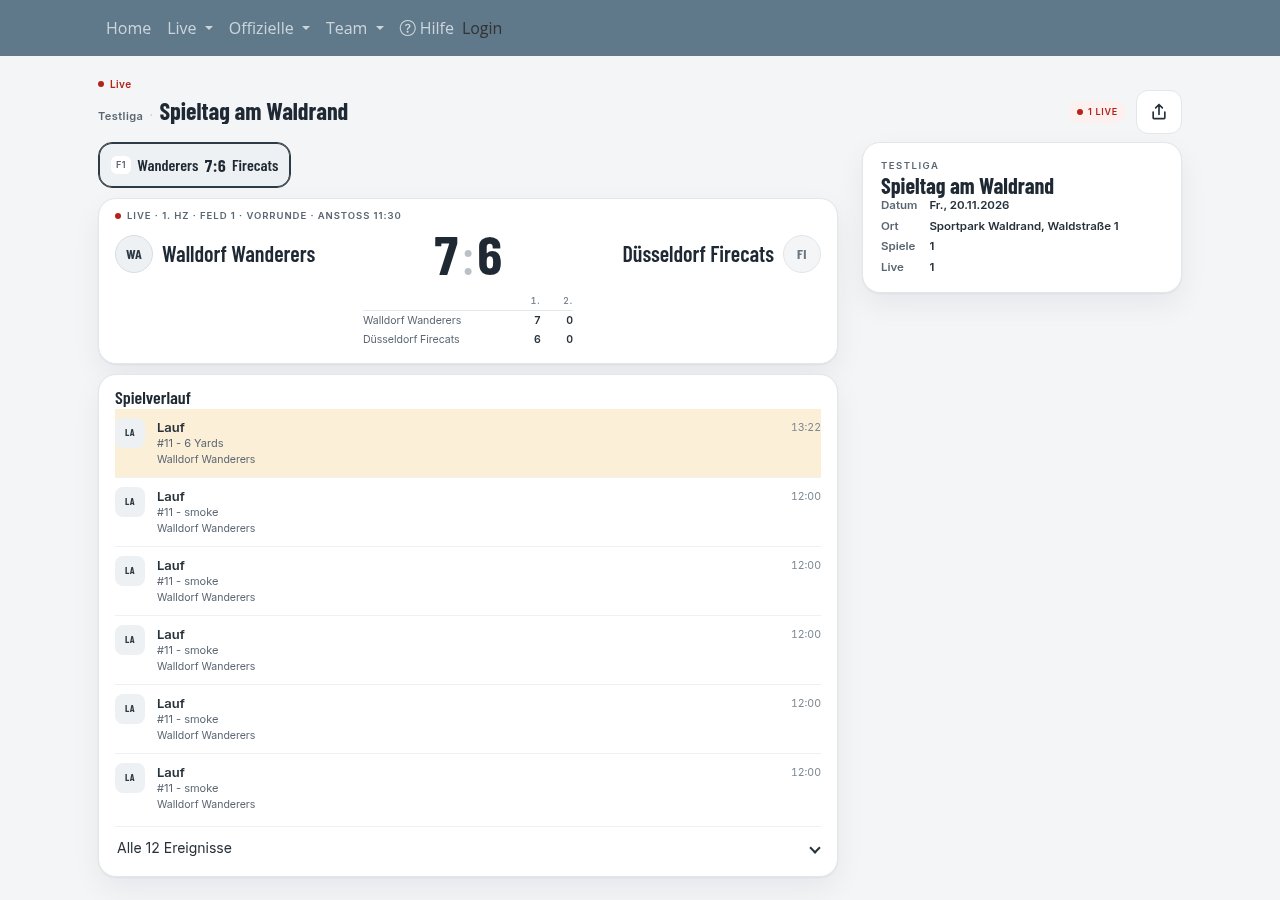 Home Live Offizielle Team Hilfe Login
Live
Testliga · Spieltag am Waldrand
1 LIVE
F1 Wanderers 7:6 Firecats
LIVE · 1. HZ · FELD 1 · VORRUNDE · ANSTOSS 11:30
WA Walldorf Wanderers 7:6 Düsseldorf Firecats FI
1. 2.
Walldorf Wanderers 7 0
Düsseldorf Firecats 6 0
Spielverlauf
LA Lauf 13:22
#11 - 6 Yards
Walldorf Wanderers
LA Lauf 12:00
#11 - smoke
Walldorf Wanderers
LA Lauf 12:00
#11 - smoke
Walldorf Wanderers
LA Lauf 12:00
#11 - smoke
Walldorf Wanderers
LA Lauf 12:00
#11 - smoke
Walldorf Wanderers
LA Lauf 12:00
#11 - smoke
Walldorf Wanderers
Alle 12 Ereignisse
TESTLIGA
Spieltag am Waldrand
Datum Fr., 20.11.2026
Ort Sportpark Waldrand, Waldstraße 1
Spiele 1
Live 1